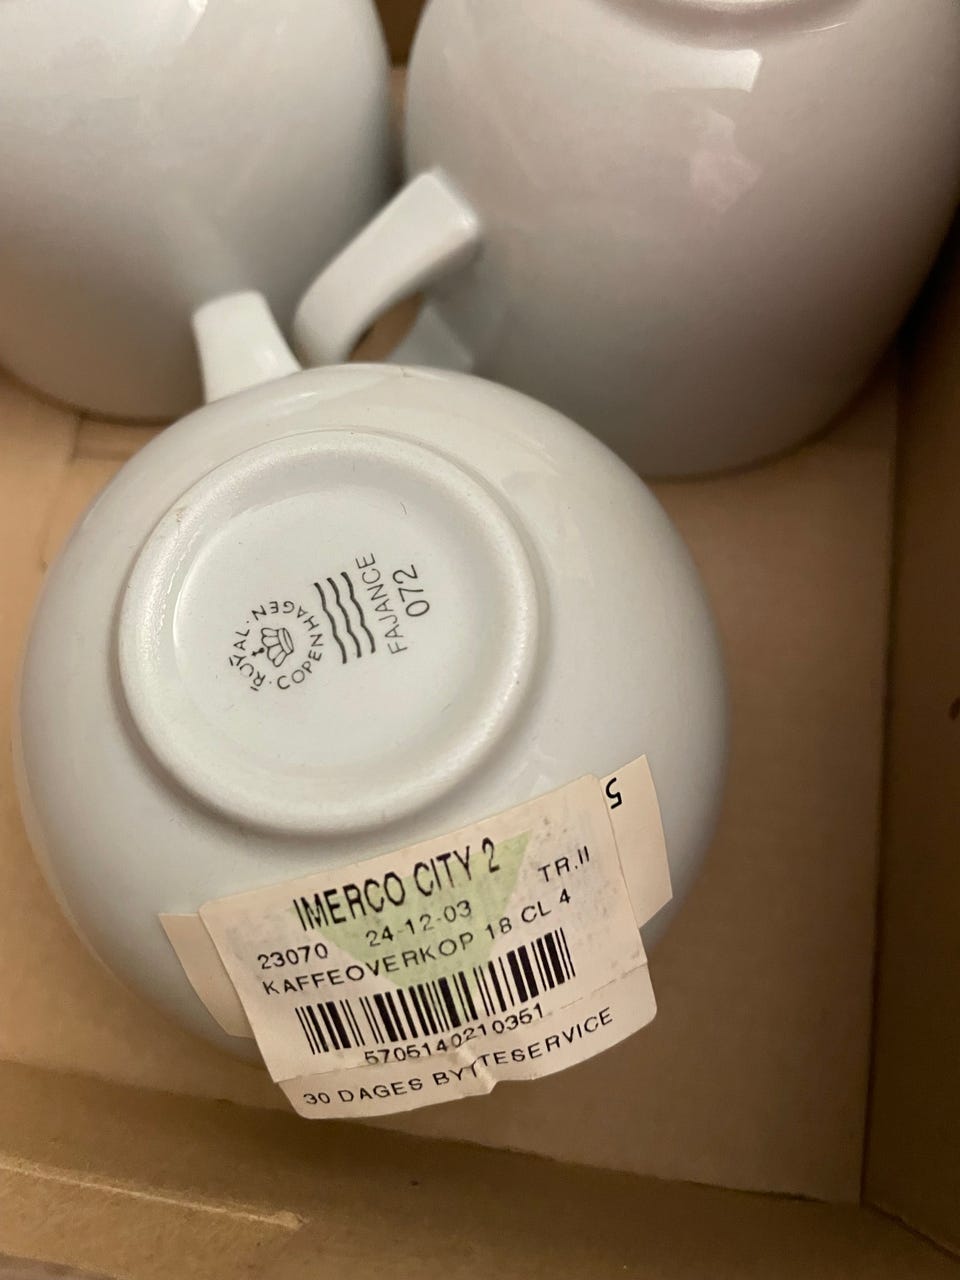 ROYAL · COPENHAGEN ·
FAJANCE
072
5
IMERCO CITY 2
23070 24-12-03 TR.II
KAFFEOVERKOP 18 CL 4
5705140210351
30 DAGES BYTTESERVICE